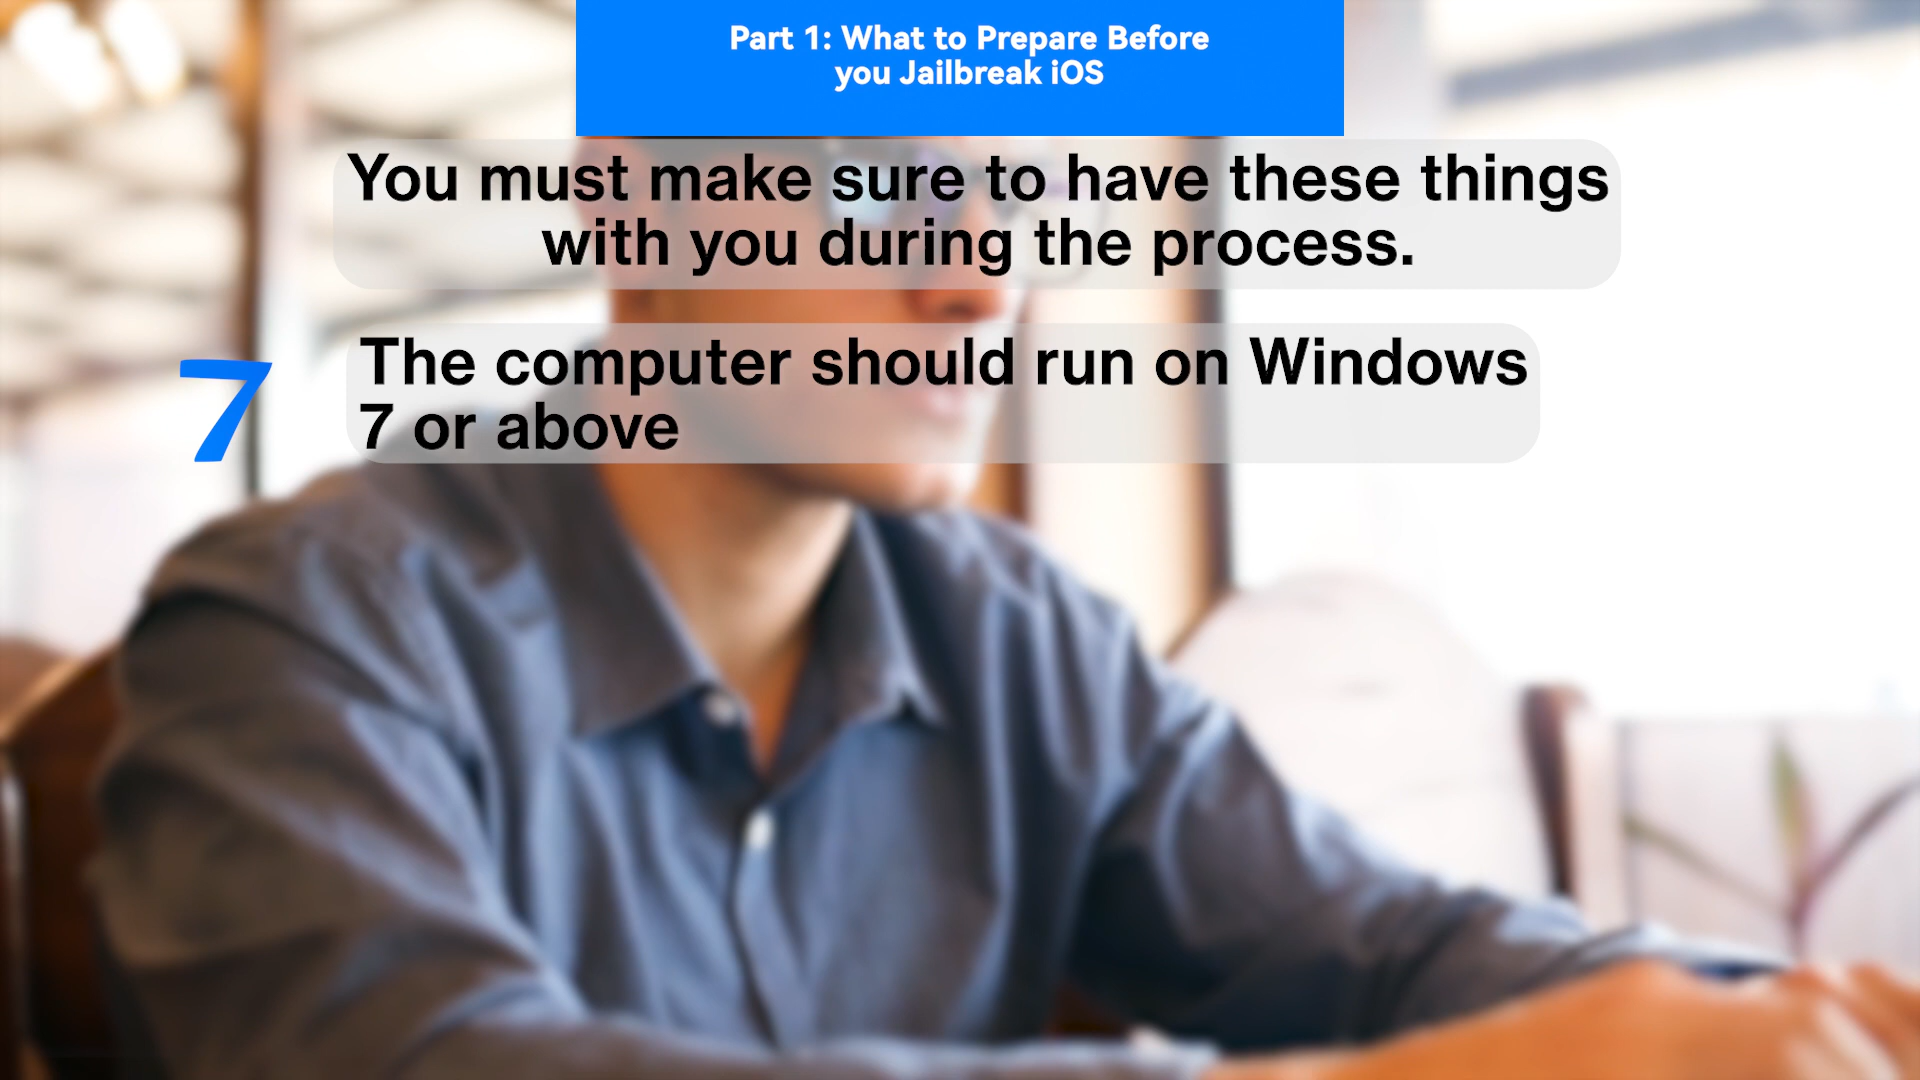 Part 1: What to Prepare Before
you Jailbreak iOS
You must make sure to have these things
with you during the process.
7
The computer should run on Windows
7 or above